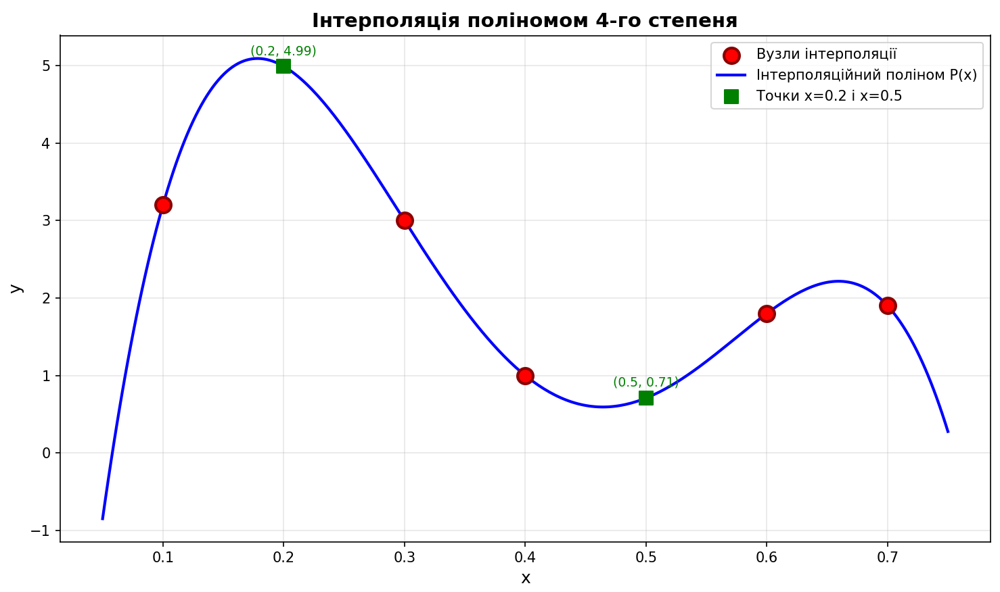 Інтерполяція поліномом 4-го степеня
Вузли інтерполяції
Інтерполяційний поліном P(x)
Точки x=0.2 і x=0.5
(0.2, 4.99)
(0.5, 0.71)
y
5
4
3
2
1
0
−1
0.1 0.2 0.3 0.4 0.5 0.6 0.7
x